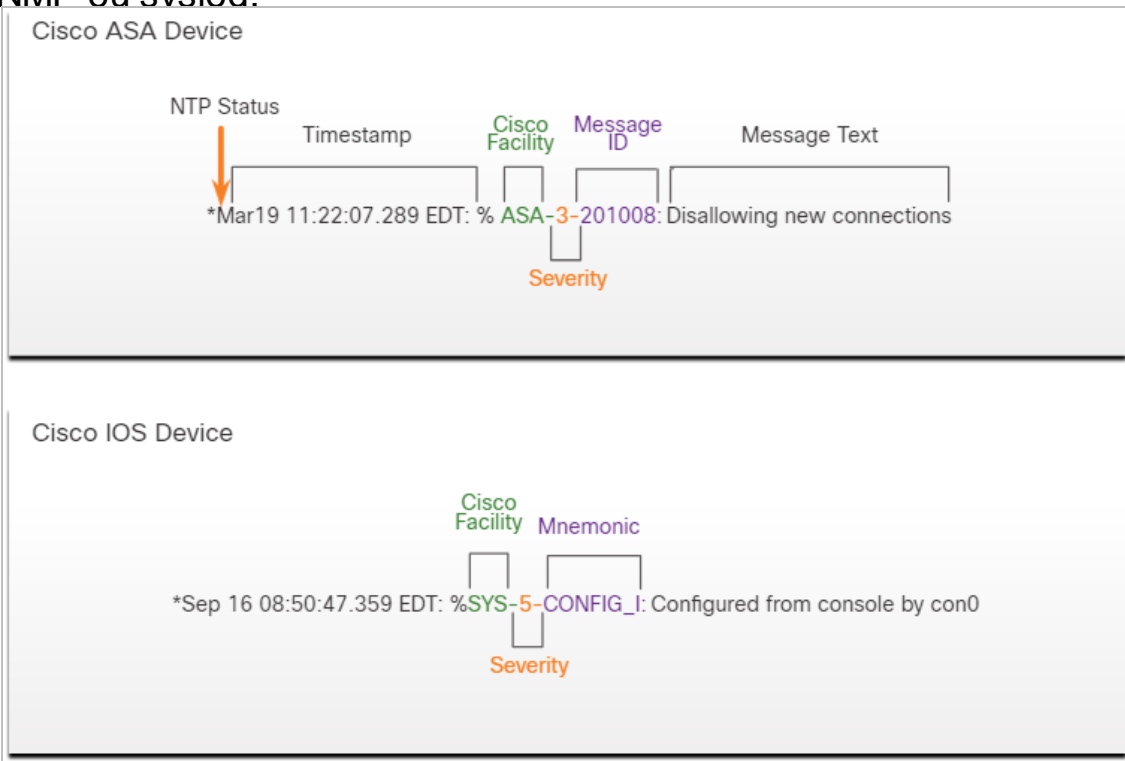 Cisco ASA Device
NTP Status
Timestamp
Cisco
Facility
Message
ID
Message Text
*Mar19 11:22:07.289 EDT: % ASA-3-201008: Disallowing new connections
Severity
Cisco IOS Device
Cisco
Facility
Mnemonic
*Sep 16 08:50:47.359 EDT: %SYS-5-CONFIG_I: Configured from console by con0
Severity